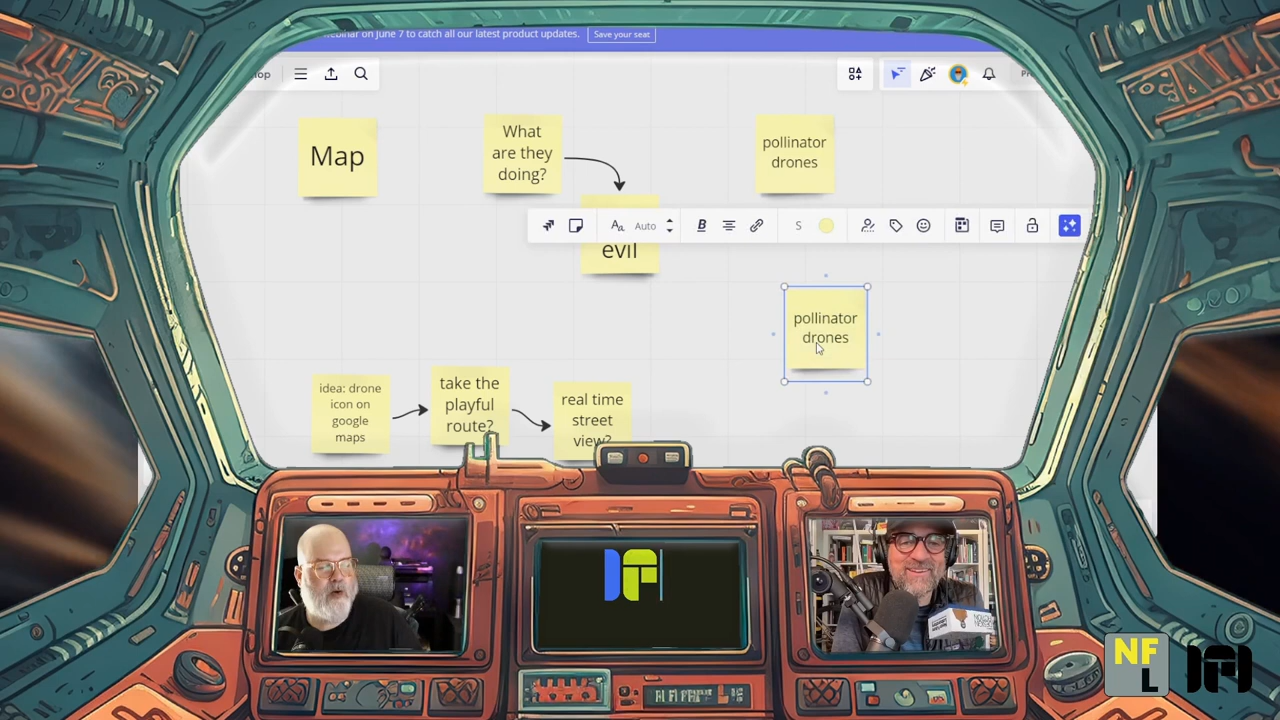 webinar on June 7 to catch all our latest product updates.
Save your seat
Map
What
are they
doing?
pollinator
drones
Auto
B
S
evil
pollinator
drones
idea: drone
icon on
google
maps
take the
playful
route?
real time
street
view?
NF
L